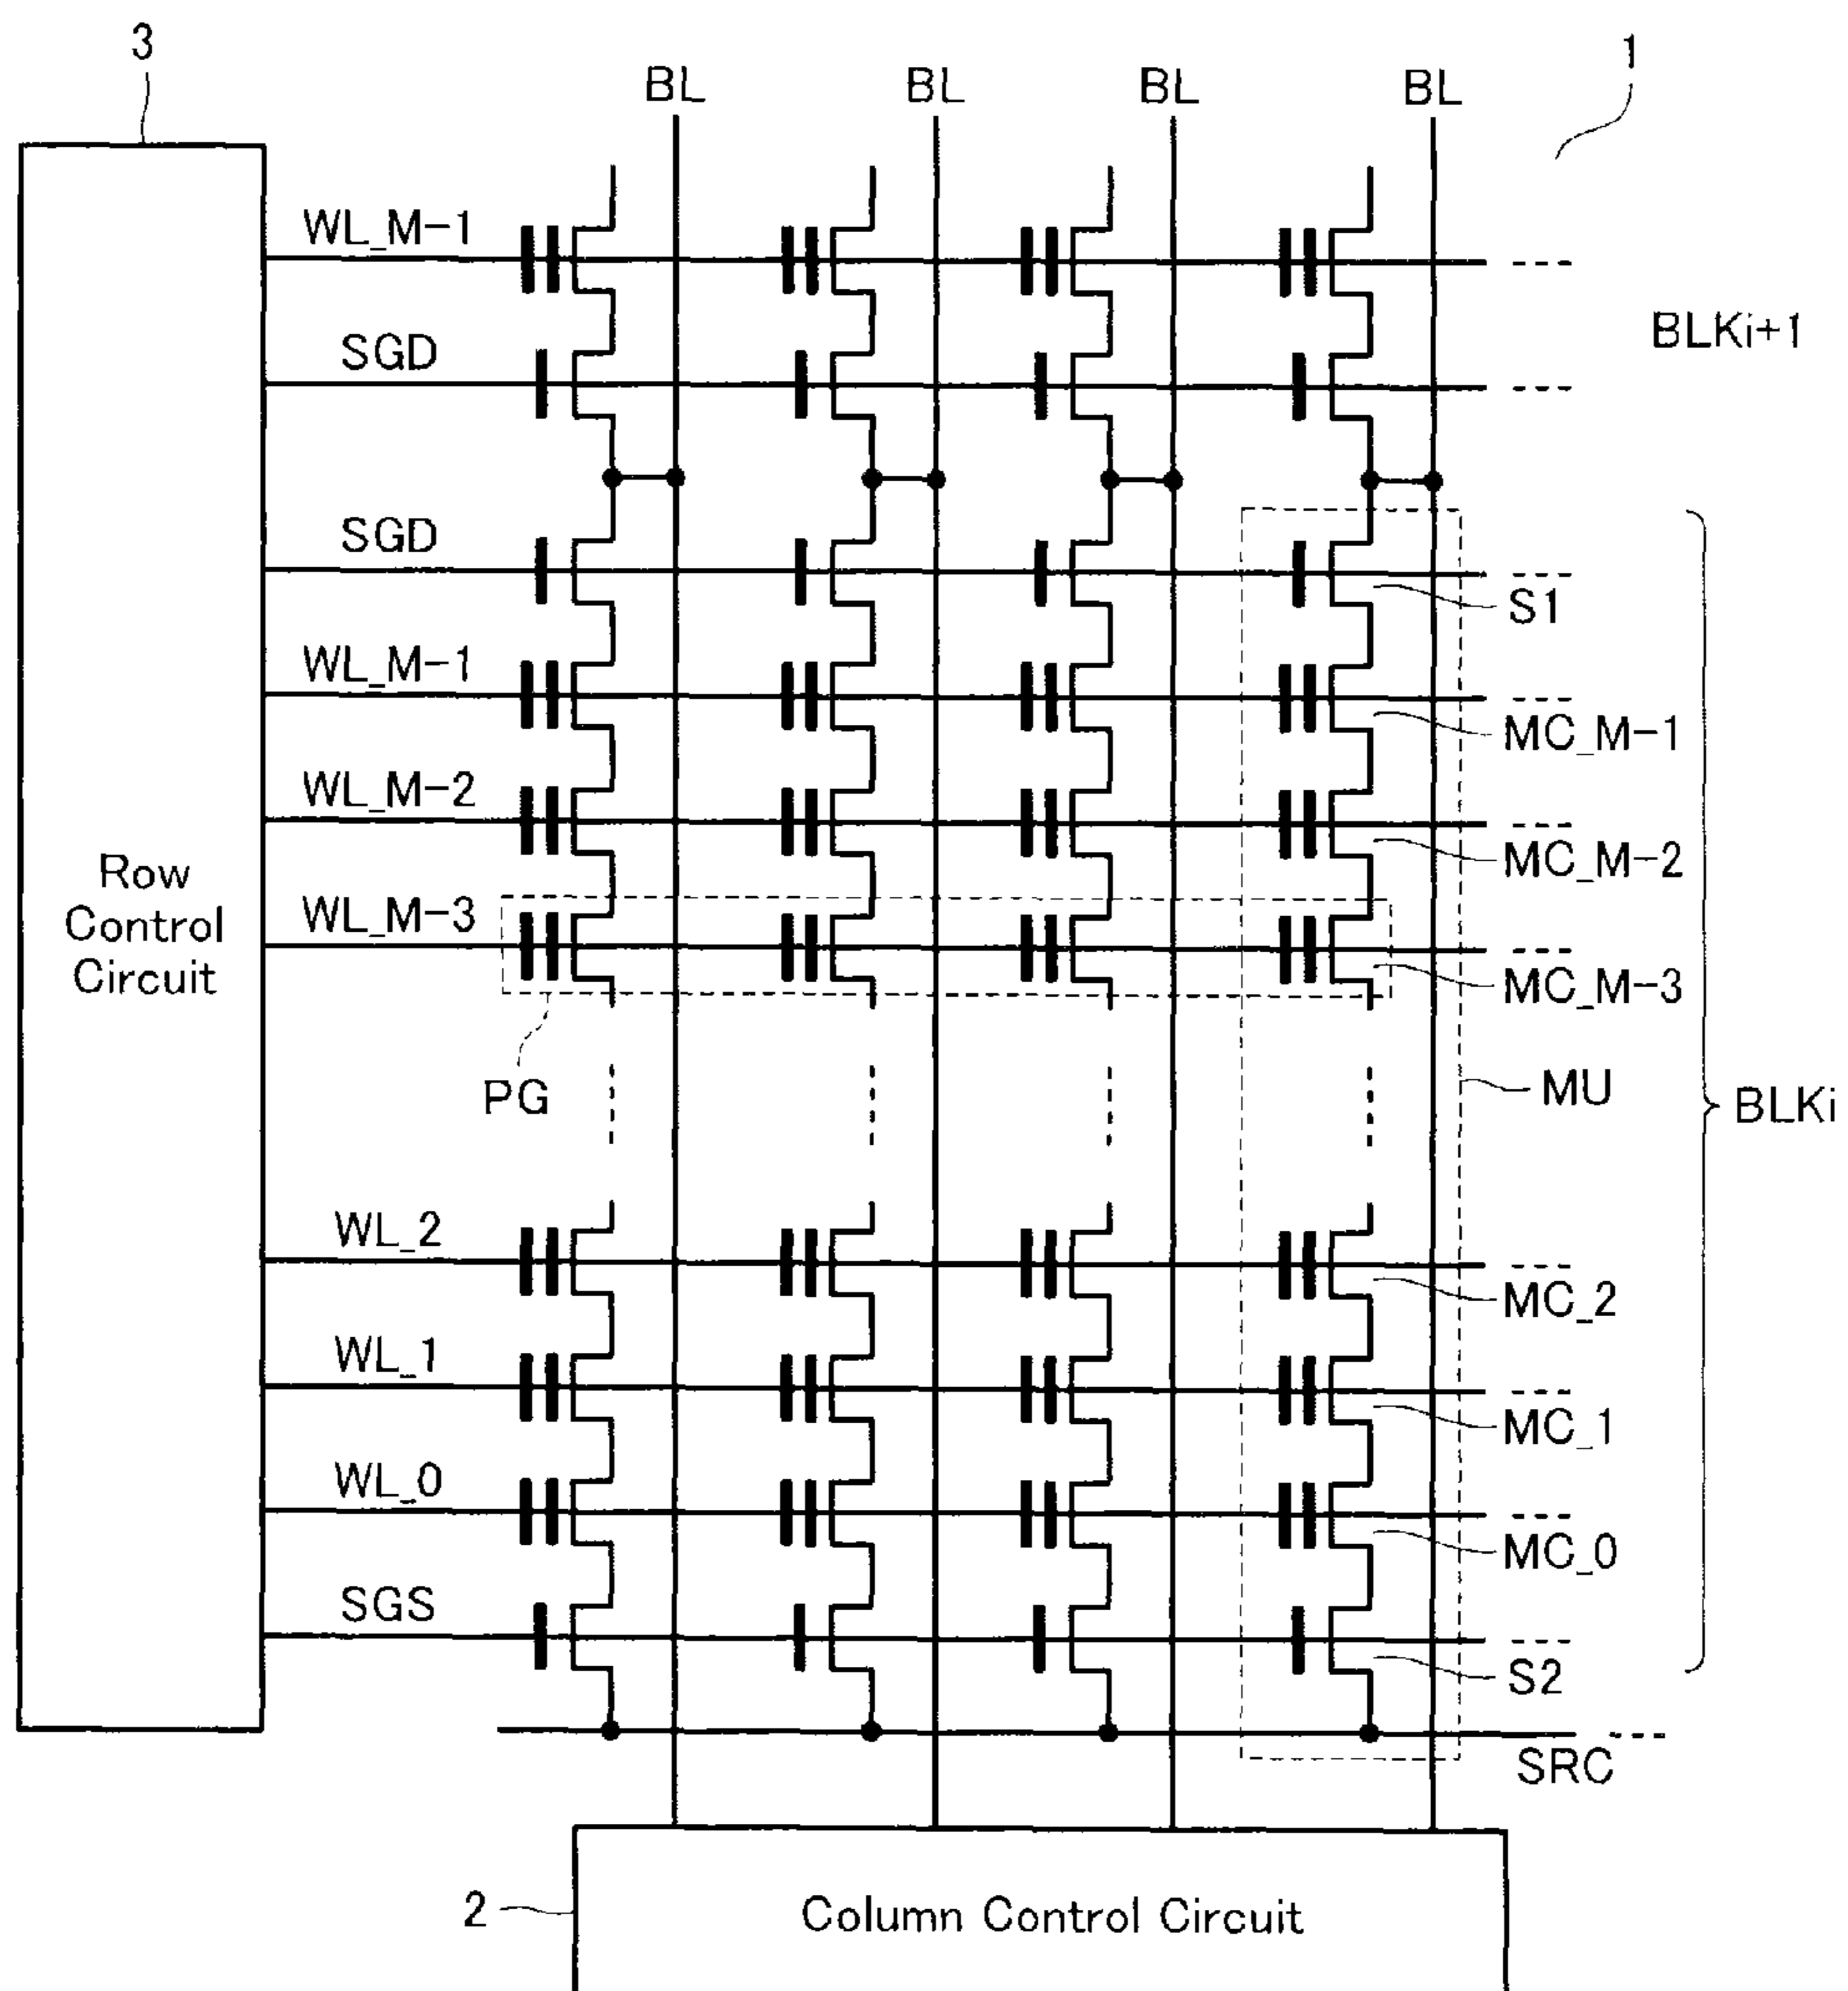 3
1
BL BL BL BL
WL_M-1
BLKi+1
SGD
SGD
S1
WL_M-1
MC_M-1
WL_M-2
MC_M-2
Row
Control
Circuit
WL_M-3
MC_M-3
PG
MU
BLKi
WL_2
MC_2
WL_1
MC_1
WL_0
MC_0
SGS
S2
SRC
2
Column Control Circuit